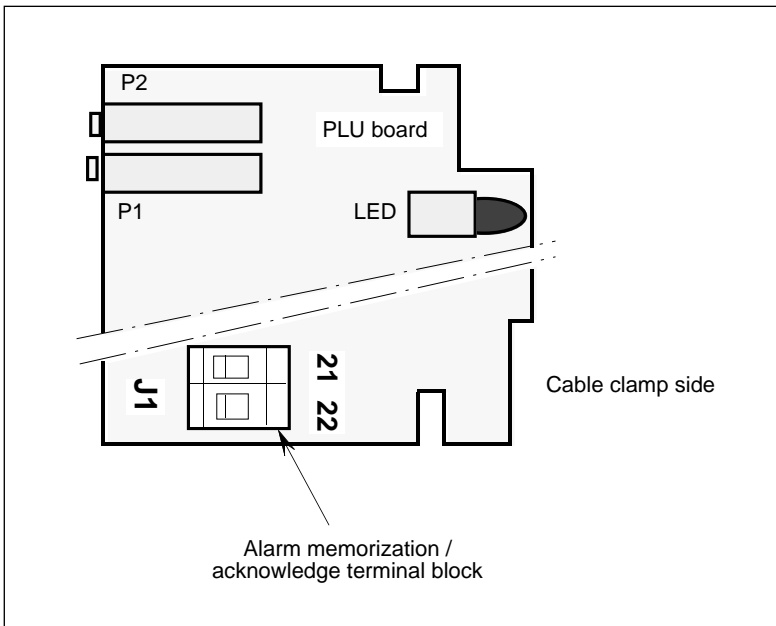 P2
PLU board
P1
LED
J1
21
22
Cable clamp side
Alarm memorization /
acknowledge terminal block